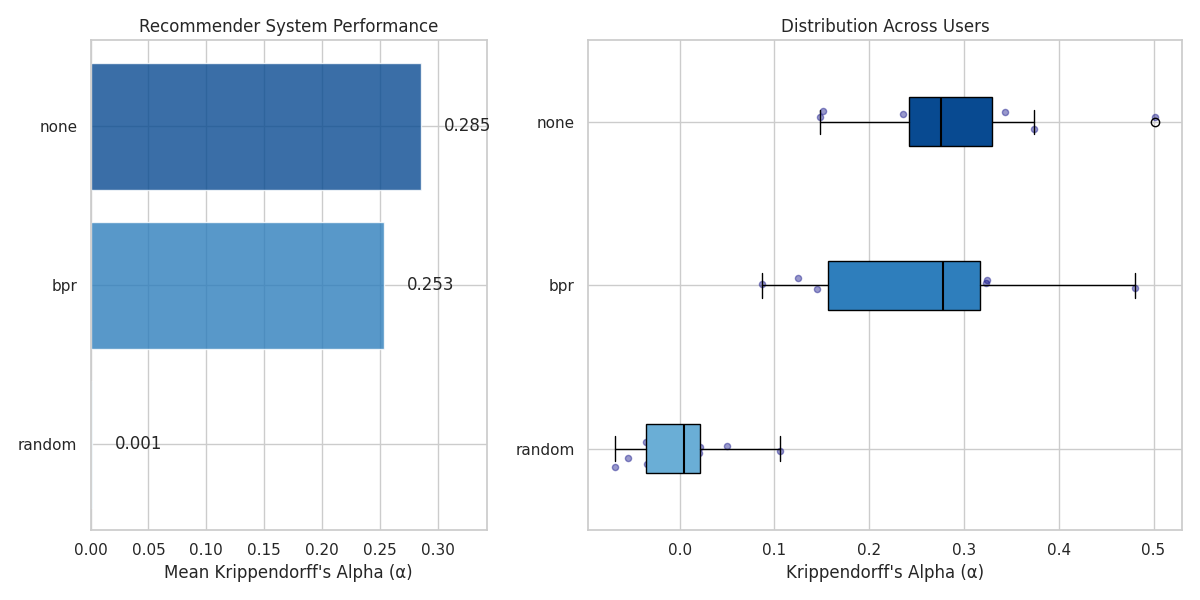 Recommender System Performance
none
0.285
bpr
0.253
random
0.001
0.00 0.05 0.10 0.15 0.20 0.25 0.30
Mean Krippendorff's Alpha (α)
Distribution Across Users
none
bpr
random
0.0 0.1 0.2 0.3 0.4 0.5
Krippendorff's Alpha (α)